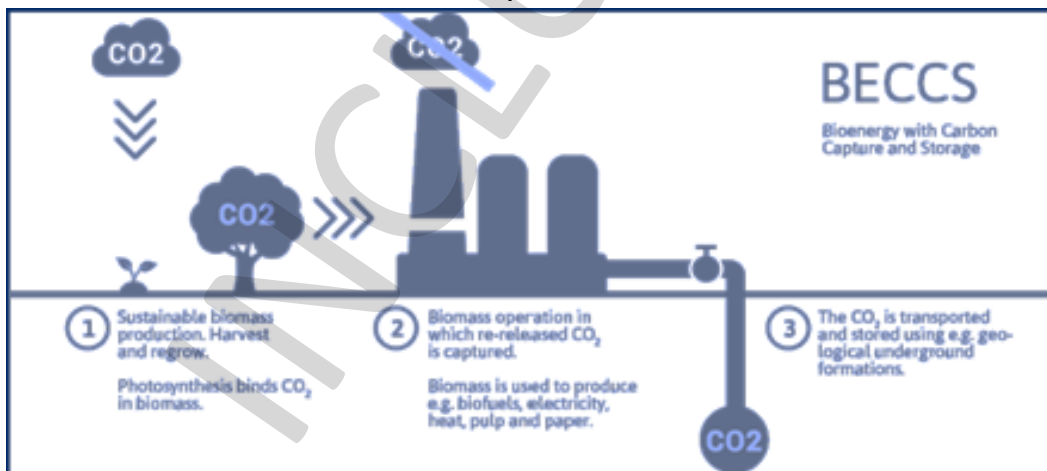 CO2
CO2
BECCS
Bioenergy with Carbon
Capture and Storage
CO2
1
Sustainable biomass
production. Harvest
and regrow.
Photosynthesis binds CO₂
in biomass.
2
Biomass operation in
which re-released CO₂
is captured.
Biomass is used to produce
e.g. biofuels, electricity,
heat, pulp and paper.
3
The CO₂ is transported
and stored using e.g. geo-
logical underground
formations.
CO2